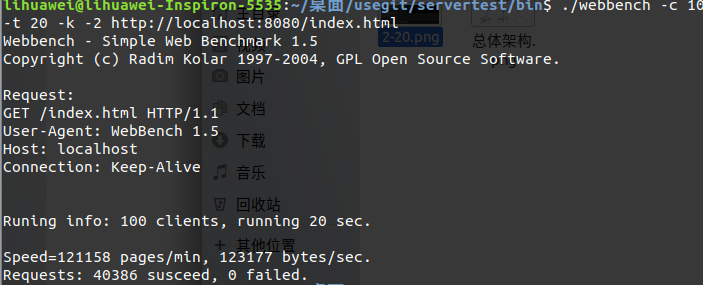 lihuawei@lihuawei-Inspiron-5535:~/桌面/usegit/servertest/bin$ ./webbench -c 10
-t 20 -k -2 http://localhost:8080/index.html
Webbench - Simple Web Benchmark 1.5
Copyright (c) Radim Kolar 1997-2004, GPL Open Source Software.
2-20.png
总体架构.
png
图片
Request:
GET /index.html HTTP/1.1
文档
User-Agent: WebBench 1.5
Host: localhost
下载
Connection: Keep-Alive
音乐
回收站
Runing info: 100 clients, running 20 sec.
其他位置
Speed=121158 pages/min, 123177 bytes/sec.
Requests: 40386 susceed, 0 failed.